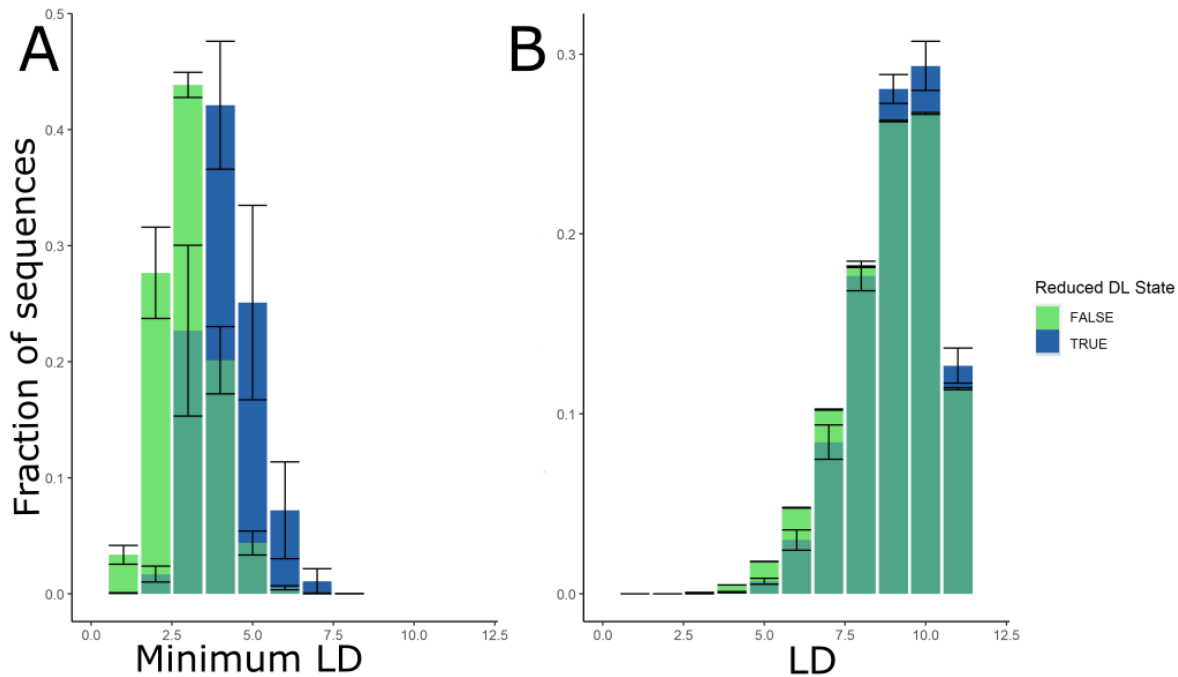 A
B
Fraction of sequences
0.5
0.4
0.3
0.2
0.1
0.0
0.0 2.5 5.0 7.5 10.0 12.5
Minimum LD
0.3
0.2
0.1
0.0
0.0 2.5 5.0 7.5 10.0 12.5
LD
Reduced DL State
FALSE
TRUE